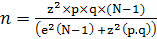 n = z²×p×q×(N−1) / (e²(N−1)+z²(p.q))